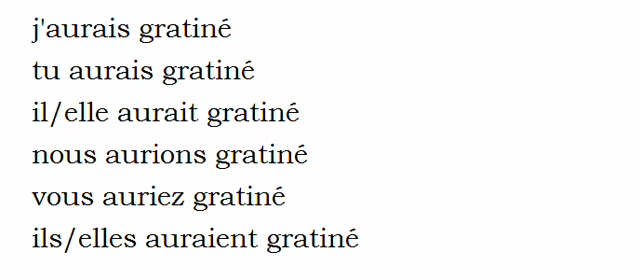 j'aurais gratiné
tu aurais gratiné
il/elle aurait gratiné
nous aurions gratiné
vous auriez gratiné
ils/elles auraient gratiné